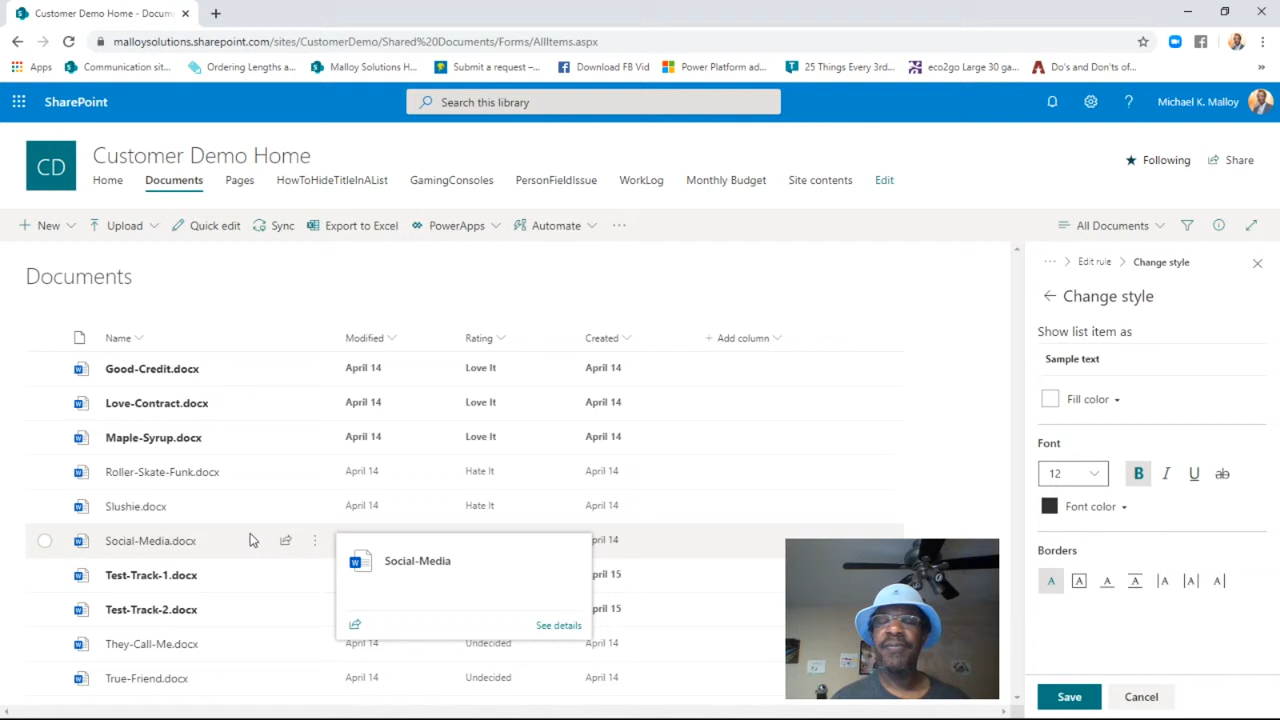 Customer Demo Home - Docum
malloysolutions.sharepoint.com/sites/CustomerDemo/Shared%20Documents/Forms/AllItems.aspx
Apps Communication sit... Ordering Lengths a... Malloy Solutions H... Submit a request –... Download FB Vid Power Platform ad... 25 Things Every 3rd... eco2go Large 30 ga... Do's and Don'ts of... »
SharePoint Search this library ? Michael K. Malloy
CD Customer Demo Home Following Share
Home Documents Pages HowToHideTitleInAList GamingConsoles PersonFieldIssue WorkLog Monthly Budget Site contents Edit
New Upload Quick edit Sync Export to Excel PowerApps Automate ... All Documents
... > Edit rule > Change style
Documents
Change style
Show list item as
Name Modified Rating Created + Add column
Sample text
Good-Credit.docx April 14 Love It April 14
Love-Contract.docx April 14 Love It April 14
Fill color
Maple-Syrup.docx April 14 Love It April 14
Font
Roller-Skate-Funk.docx April 14 Hate It April 14
12 B I U ab
Slushie.docx April 14 Hate It April 14
Font color
Social-Media.docx April 14
Borders
Social-Media
Test-Track-1.docx pril 15
A A A A A A A
Test-Track-2.docx pril 15
See details
They-Call-Me.docx April 14 Undecided April 14
True-Friend.docx April 14 Undecided April 14
Save Cancel